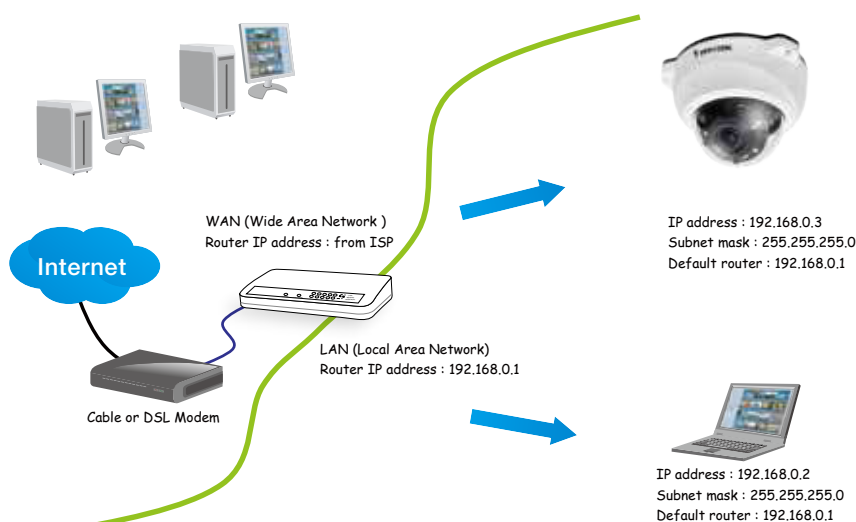 WAN (Wide Area Network )
Router IP address : from ISP
Internet
LAN (Local Area Network)
Router IP address : 192.168.0.1
Cable or DSL Modem
IP address : 192.168.0.3
Subnet mask : 255.255.255.0
Default router : 192.168.0.1
IP address : 192.168.0.2
Subnet mask : 255.255.255.0
Default router : 192.168.0.1